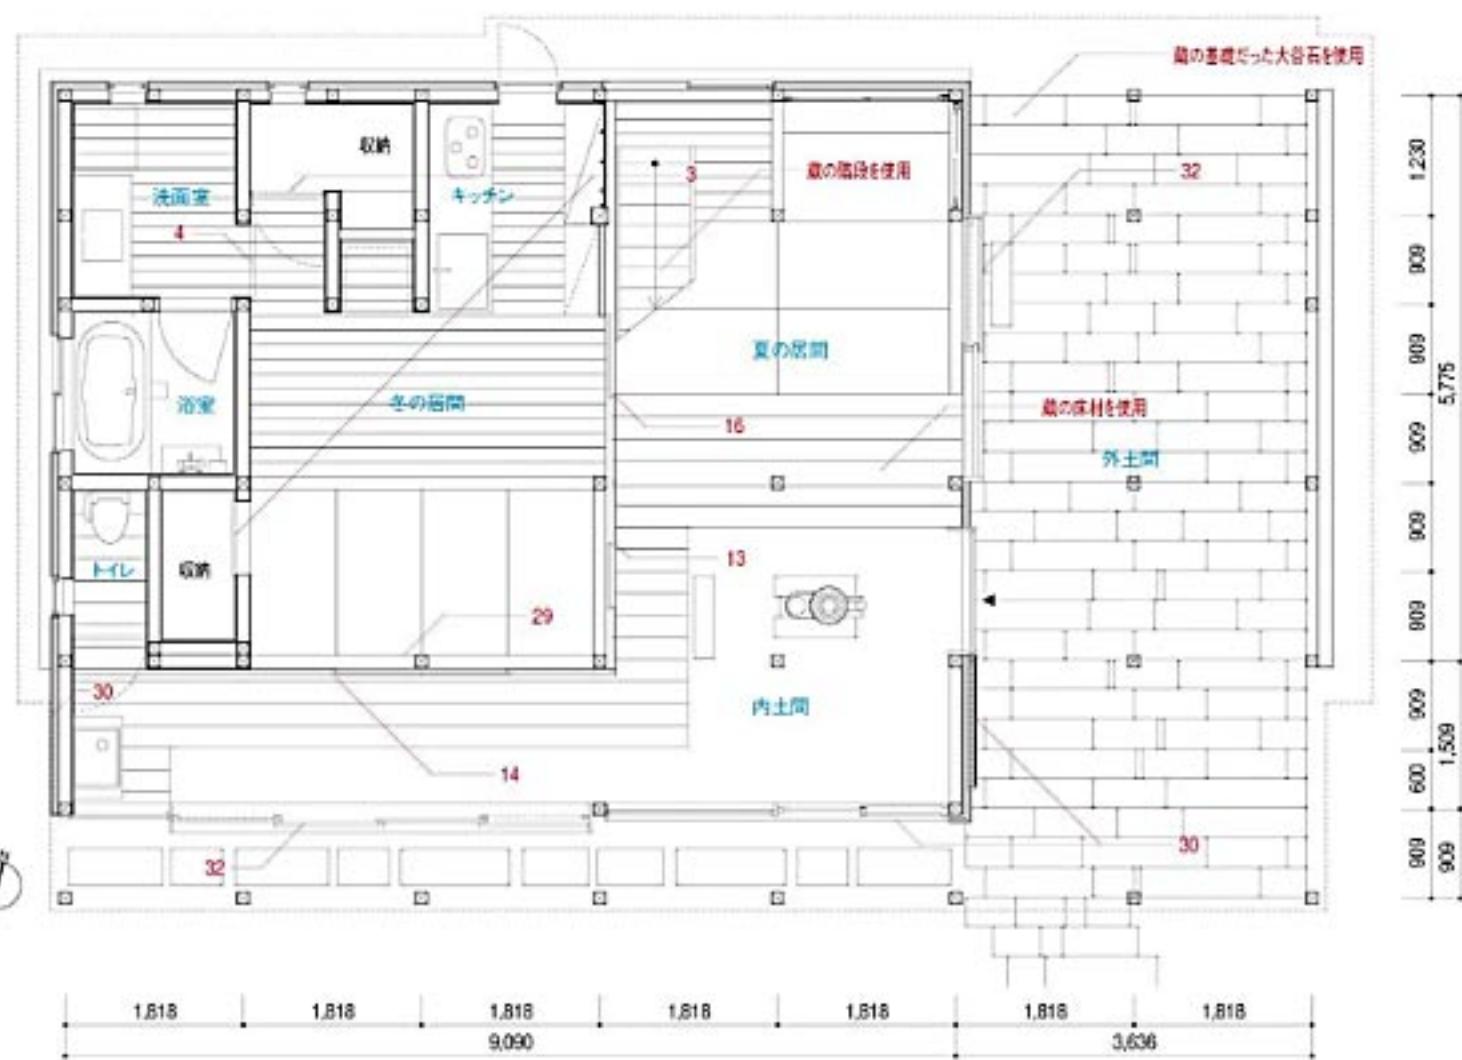 蔵の基礎だった大谷石を使用
収納
3
蔵の階段を使用
32
洗面室
キッチン
4
夏の居間
浴室
冬の居間
16
蔵の床材を使用
外土間
トイレ
収納
13
29
30
内土間
14
32
30
1,230
909
909
909
909
909
909
600
909
5,775
1,509
909
1,818
1,818
1,818
1,818
1,818
1,818
1,818
9,090
3,636